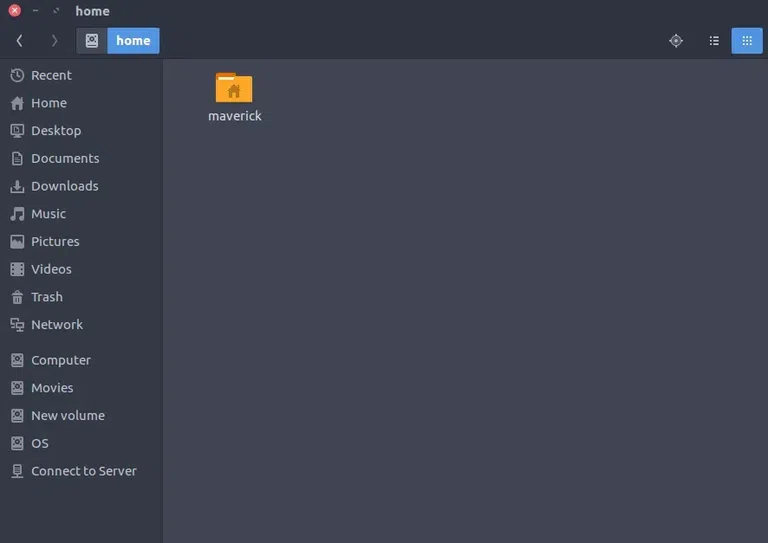 home
home
Recent
Home
Desktop
Documents
Downloads
Music
Pictures
Videos
Trash
Network
Computer
Movies
New volume
OS
Connect to Server
maverick